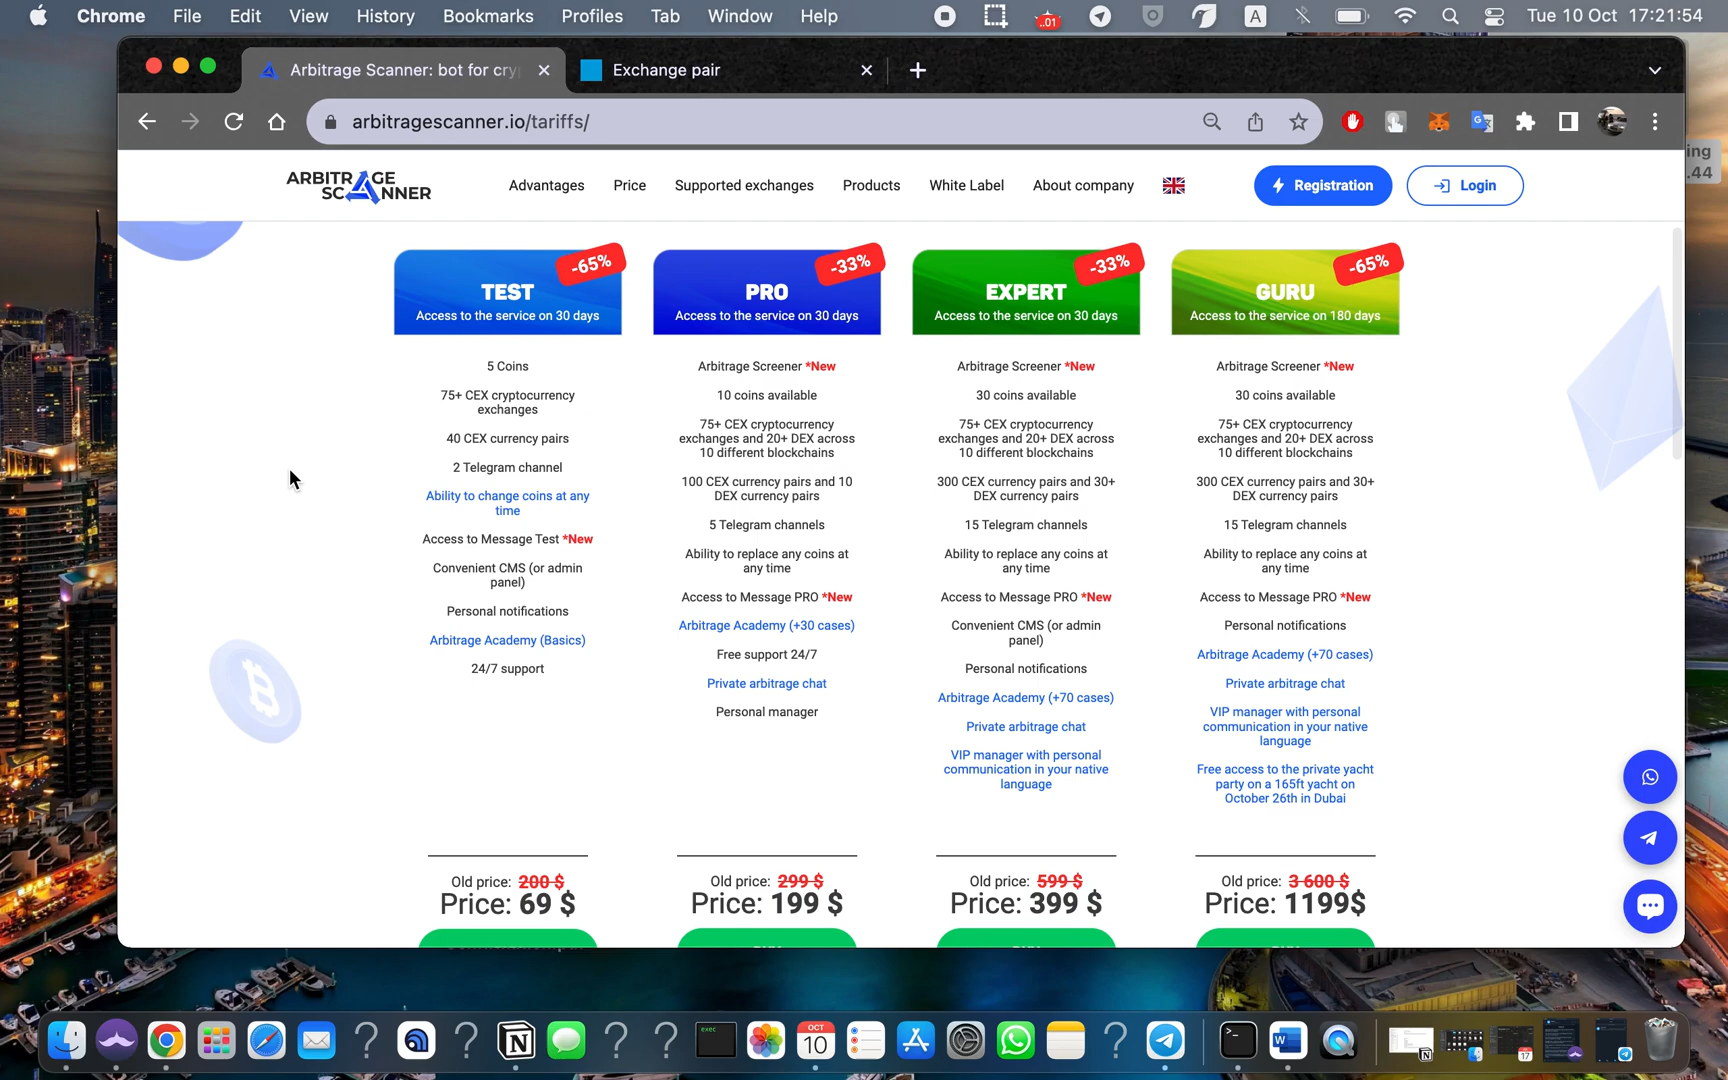 Chrome File Edit View History Bookmarks Profiles Tab Window Help
..01
A
Tue 10 Oct 17:21:54
Arbitrage Scanner: bot for cry
Exchange pair
arbitragescanner.io/tariffs/
ing
.44
ARBITRAGE
SCANNER
Advantages Price Supported exchanges Products White Label About company
Registration
Login
-65%
TEST
Access to the service on 30 days
5 Coins
75+ CEX cryptocurrency
exchanges
40 CEX currency pairs
2 Telegram channel
Ability to change coins at any
time
Access to Message Test *New
Convenient CMS (or admin
panel)
Personal notifications
Arbitrage Academy (Basics)
24/7 support
Old price: 200 $
Price: 69 $
-33%
PRO
Access to the service on 30 days
Arbitrage Screener *New
10 coins available
75+ CEX cryptocurrency
exchanges and 20+ DEX across
10 different blockchains
100 CEX currency pairs and 10
DEX currency pairs
5 Telegram channels
Ability to replace any coins at
any time
Access to Message PRO *New
Arbitrage Academy (+30 cases)
Free support 24/7
Private arbitrage chat
Personal manager
Old price: 299 $
Price: 199 $
-33%
EXPERT
Access to the service on 30 days
Arbitrage Screener *New
30 coins available
75+ CEX cryptocurrency
exchanges and 20+ DEX across
10 different blockchains
300 CEX currency pairs and 30+
DEX currency pairs
15 Telegram channels
Ability to replace any coins at
any time
Access to Message PRO *New
Convenient CMS (or admin
panel)
Personal notifications
Arbitrage Academy (+70 cases)
Private arbitrage chat
VIP manager with personal
communication in your native
language
Old price: 599 $
Price: 399 $
-65%
GURU
Access to the service on 180 days
Arbitrage Screener *New
30 coins available
75+ CEX cryptocurrency
exchanges and 20+ DEX across
10 different blockchains
300 CEX currency pairs and 30+
DEX currency pairs
15 Telegram channels
Ability to replace any coins at
any time
Access to Message PRO *New
Personal notifications
Arbitrage Academy (+70 cases)
Private arbitrage chat
VIP manager with personal
communication in your native
language
Free access to the private yacht
party on a 165ft yacht on
October 26th in Dubai
Old price: 3 600 $
Price: 1199$
exec
OCT
10
17